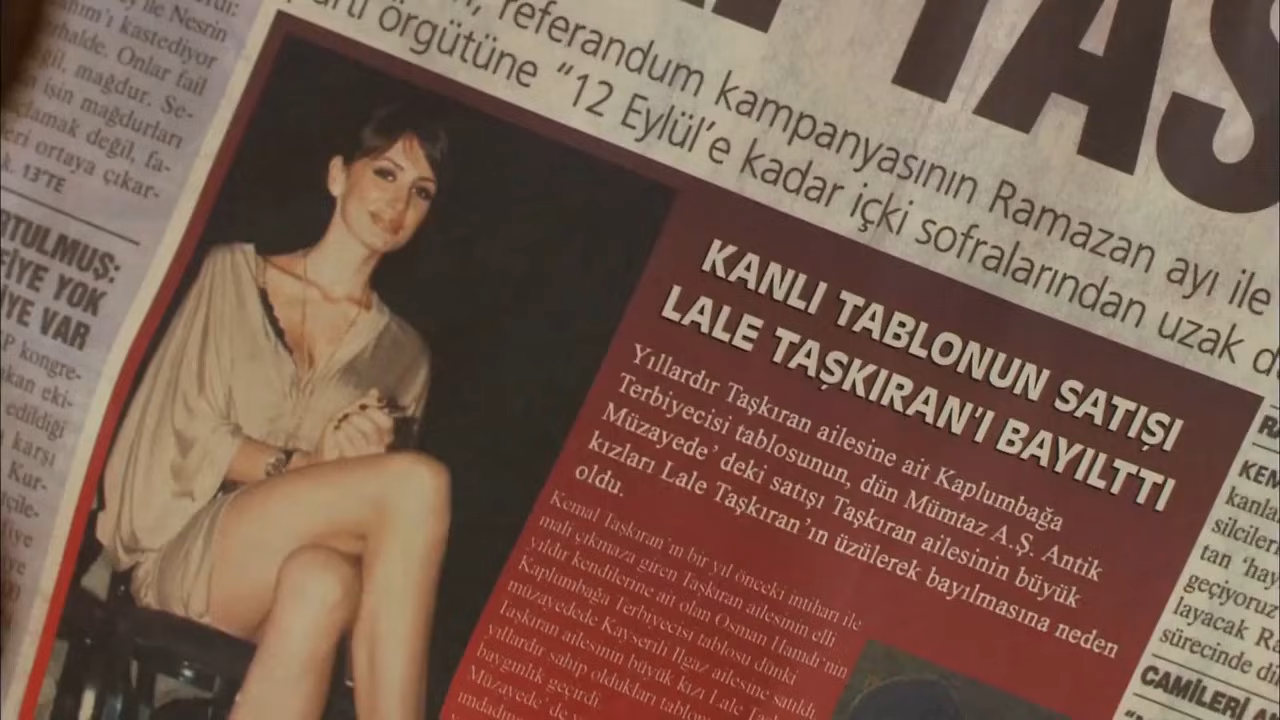 referandum kampanyasının Ramazan ayı ile
örgütüne "12 Eylül'e kadar içki sofralarından uzak
ile Nesrin
kastediyor
Onlar fail
mağdur. Se-
işin mağdurları
değil, fa-
ortaya çıkar-
13'TE
YOK
VAR
kongre-
edildiği
karşı
KANLI TABLONUN SATIŞI
LALE TAŞKIRAN'I BAYILTTI
Yıllardır Taşkıran ailesine ait Kaplumbağa
Terbiyecisi tablosunun, dün Mümtaz A.Ş. Antik
Müzayede' deki satışı Taşkıran ailesinin büyük
kızları Lale Taşkıran'ın üzülerek bayılmasına neden
oldu.
Kemal Taşkıran'ın bir yıl önceki intiharı ile
mali çıkmaza giren Taşkıran ailesinin elli
yıldır kendilerine ait olan Osman Hamdi'nin
Kaplumbağa Terbiyecisi tablosu dünkü
müzayedede Kayserili Ilgaz ailesine satıldı.
Taşkıran ailesinin büyük kızı Lale
yıllardır sahip oldukları
baygınlık geçirdi.
Müzayede' de
silciler
tan 'hay
geçiyoruz
layacak
sürecinde
CAMİLERİ